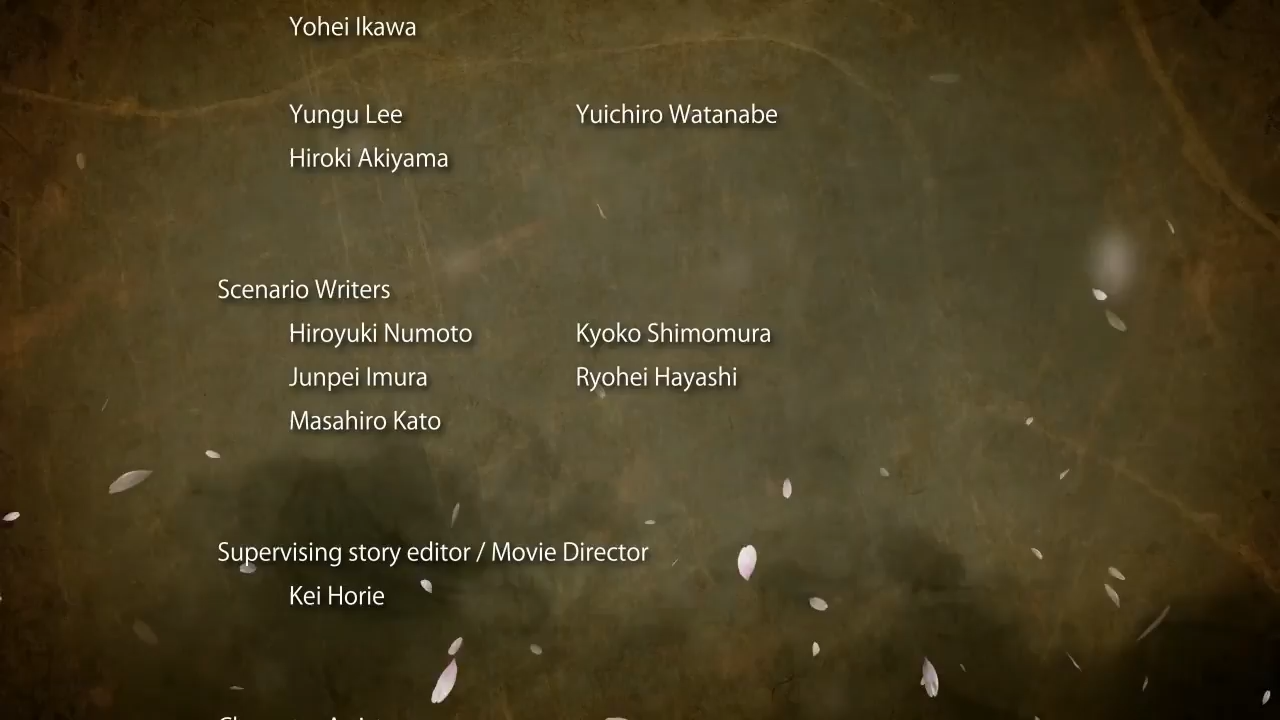 Yohei Ikawa
Yungu Lee Yuichiro Watanabe
Hiroki Akiyama
Scenario Writers
Hiroyuki Numoto Kyoko Shimomura
Junpei Imura Ryohei Hayashi
Masahiro Kato
Supervising story editor / Movie Director
Kei Horie